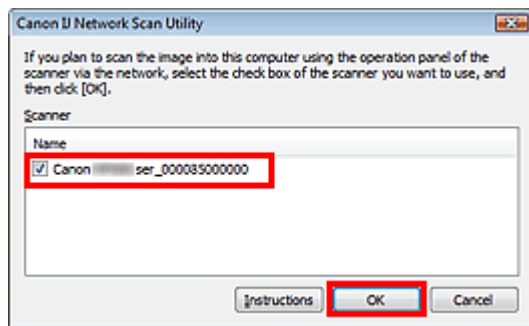 Canon IJ Network Scan Utility
If you plan to scan the image into this computer using the operation panel of the
scanner via the network, select the check box of the scanner you want to use, and
then click [OK].
Scanner
Name
Canon ser_000085000000
Instructions OK Cancel